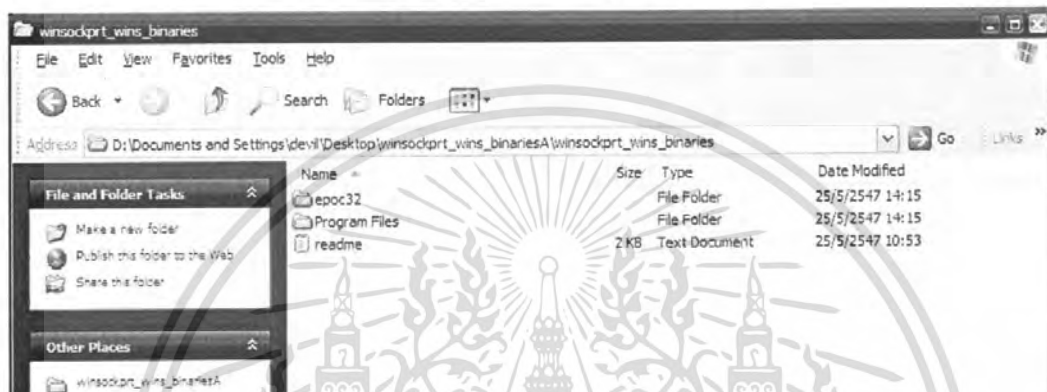 winsockprt_wins_binaries
File Edit View Favorites Tools Help
Back Search Folders
Address D:\Documents and Settings\devil\Desktop\winsockprt_wins_binariesA\winsockprt_wins_binaries Go Links »
Name Size Type Date Modified
epoc32 File Folder 25/5/2547 14:15
Program Files File Folder 25/5/2547 14:15
readme 2 KB Text Document 25/5/2547 10:53
File and Folder Tasks
Make a new folder
Publish this folder to the Web
Share this folder
Other Places
winsockprt_wins_binariesA